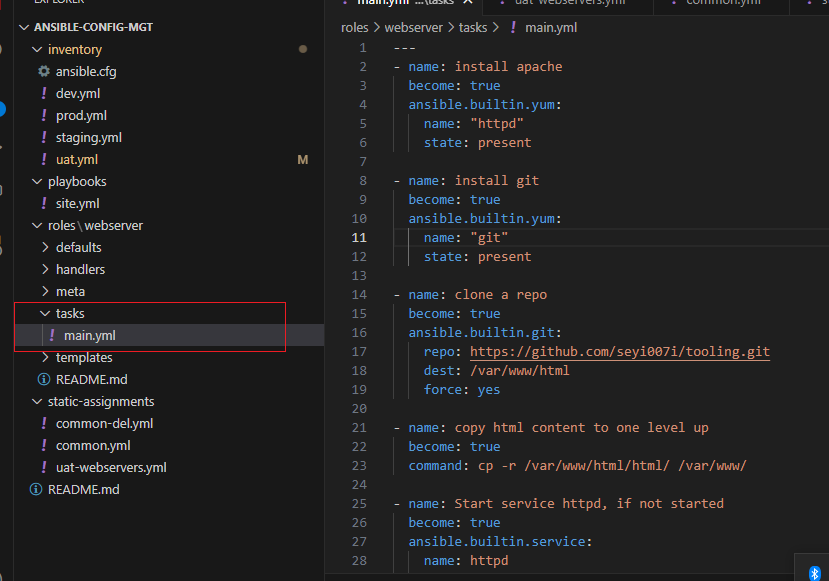 EXPLORER
ANSIBLE-CONFIG-MGT
inventory
ansible.cfg
! dev.yml
! prod.yml
! staging.yml
! uat.yml M
playbooks
! site.yml
roles\webserver
defaults
handlers
meta
tasks
! main.yml
templates
README.md
static-assignments
! common-del.yml
! common.yml
! uat-webservers.yml
README.md
main.yml ...\tasks uat-webservers.yml common.yml
roles > webserver > tasks > ! main.yml
1 ---
2 - name: install apache
3 become: true
4 ansible.builtin.yum:
5 name: "httpd"
6 state: present
7
8 - name: install git
9 become: true
10 ansible.builtin.yum:
11 name: "git"
12 state: present
13
14 - name: clone a repo
15 become: true
16 ansible.builtin.git:
17 repo: https://github.com/seyi007i/tooling.git
18 dest: /var/www/html
19 force: yes
20
21 - name: copy html content to one level up
22 become: true
23 command: cp -r /var/www/html/html/ /var/www/
24
25 - name: Start service httpd, if not started
26 become: true
27 ansible.builtin.service:
28 name: httpd